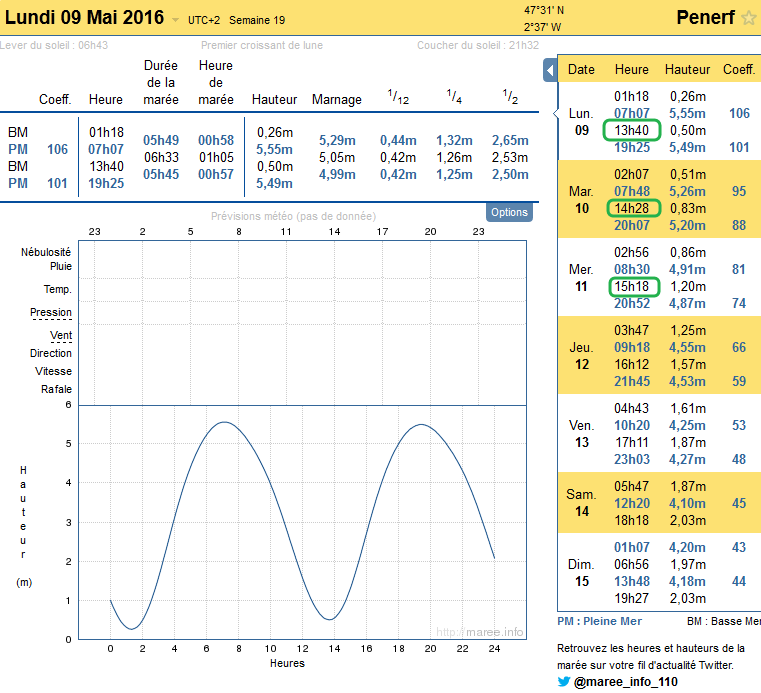 Lundi 09 Mai 2016 UTC+2 Semaine 19 47°31' N Penerf
2°37' W
Lever du soleil : 06h43 Premier croissant de lune Coucher du soleil : 21h32
Durée Heure
de la de
Coeff. Heure marée marée Hauteur Marnage 1/12 1/4 1/2
BM 01h18 0,26m
05h49 00h58 5,29m 0,44m 1,32m 2,65m
PM 106 07h07 5,55m
06h33 01h05 5,05m 0,42m 1,26m 2,53m
BM 13h40 0,50m
05h45 00h57 4,99m 0,42m 1,25m 2,50m
PM 101 19h25 5,49m
Prévisions météo (pas de donnée) Options
23 2 5 8 11 14 17 20 23
Nébulosité
Pluie
Temp.
Pression
Vent
Direction
Vitesse
Rafale
6
5
4
3
2
1
0
Hauteur
(m)
http://maree.info
0 2 4 6 8 10 12 14 16 18 20 22 24
Heures
Date Heure Hauteur Coeff.
Lun. 09
01h18 0,26m
07h07 5,55m 106
13h40 0,50m
19h25 5,49m 101
Mar. 10
02h07 0,51m
07h48 5,26m 95
14h28 0,83m
20h07 5,20m 88
Mer. 11
02h56 0,86m
08h30 4,91m 81
15h18 1,20m
20h52 4,87m 74
Jeu. 12
03h47 1,25m
09h18 4,55m 66
16h12 1,57m
21h45 4,53m 59
Ven. 13
04h43 1,61m
10h20 4,25m 53
17h11 1,87m
23h03 4,27m 48
Sam. 14
05h47 1,87m
12h20 4,10m 45
18h18 2,03m
Dim. 15
01h07 4,20m 43
06h56 1,97m
13h48 4,18m 44
19h27 2,03m
PM : Pleine Mer BM : Basse Mer
Retrouvez les heures et hauteurs de la
marée sur votre fil d'actualité Twitter.
@maree_info_110